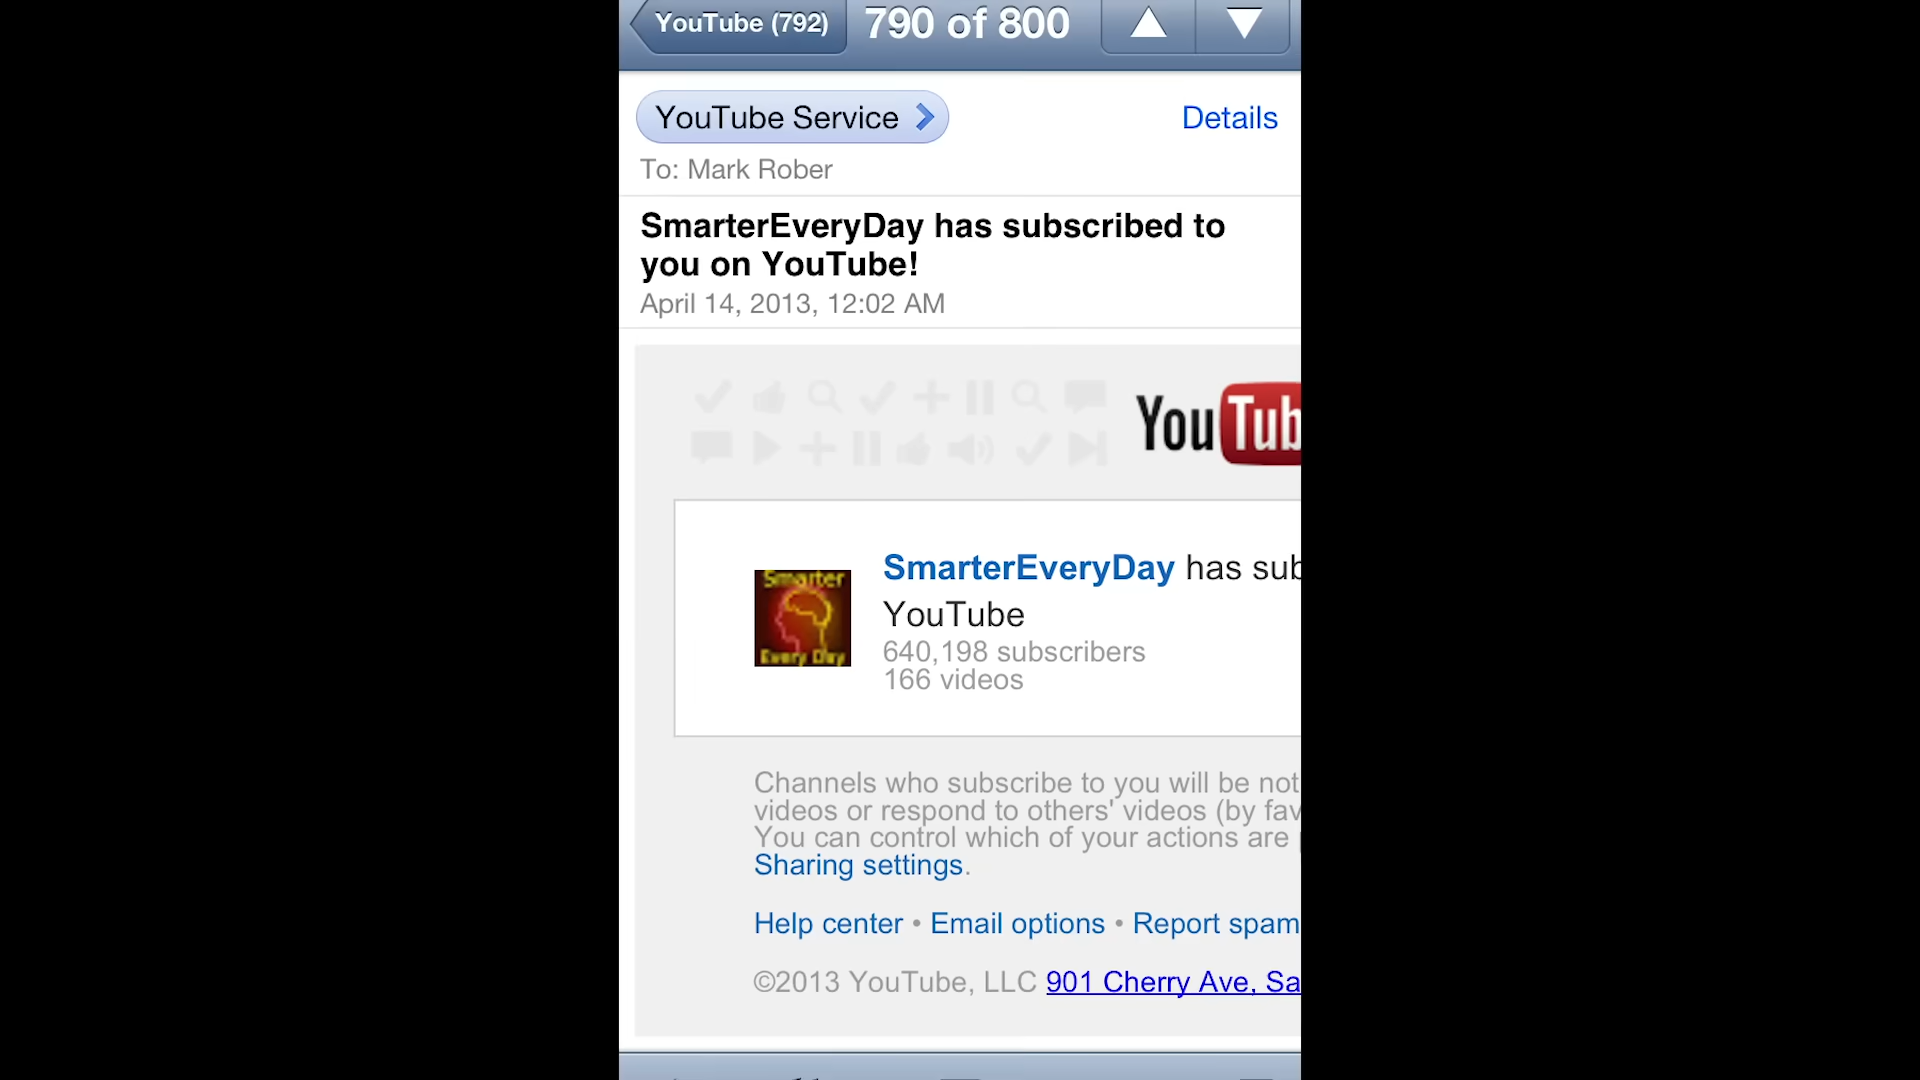 YouTube (792)
790 of 800
YouTube Service
Details
To: Mark Rober
SmarterEveryDay has subscribed to
you on YouTube!
April 14, 2013, 12:02 AM
YouTub
Smarter
Every Day
SmarterEveryDay has sub
YouTube
640,198 subscribers
166 videos
Channels who subscribe to you will be not
videos or respond to others' videos (by fav
You can control which of your actions are
Sharing settings.
Help center • Email options • Report spam
©2013 YouTube, LLC 901 Cherry Ave, Sa